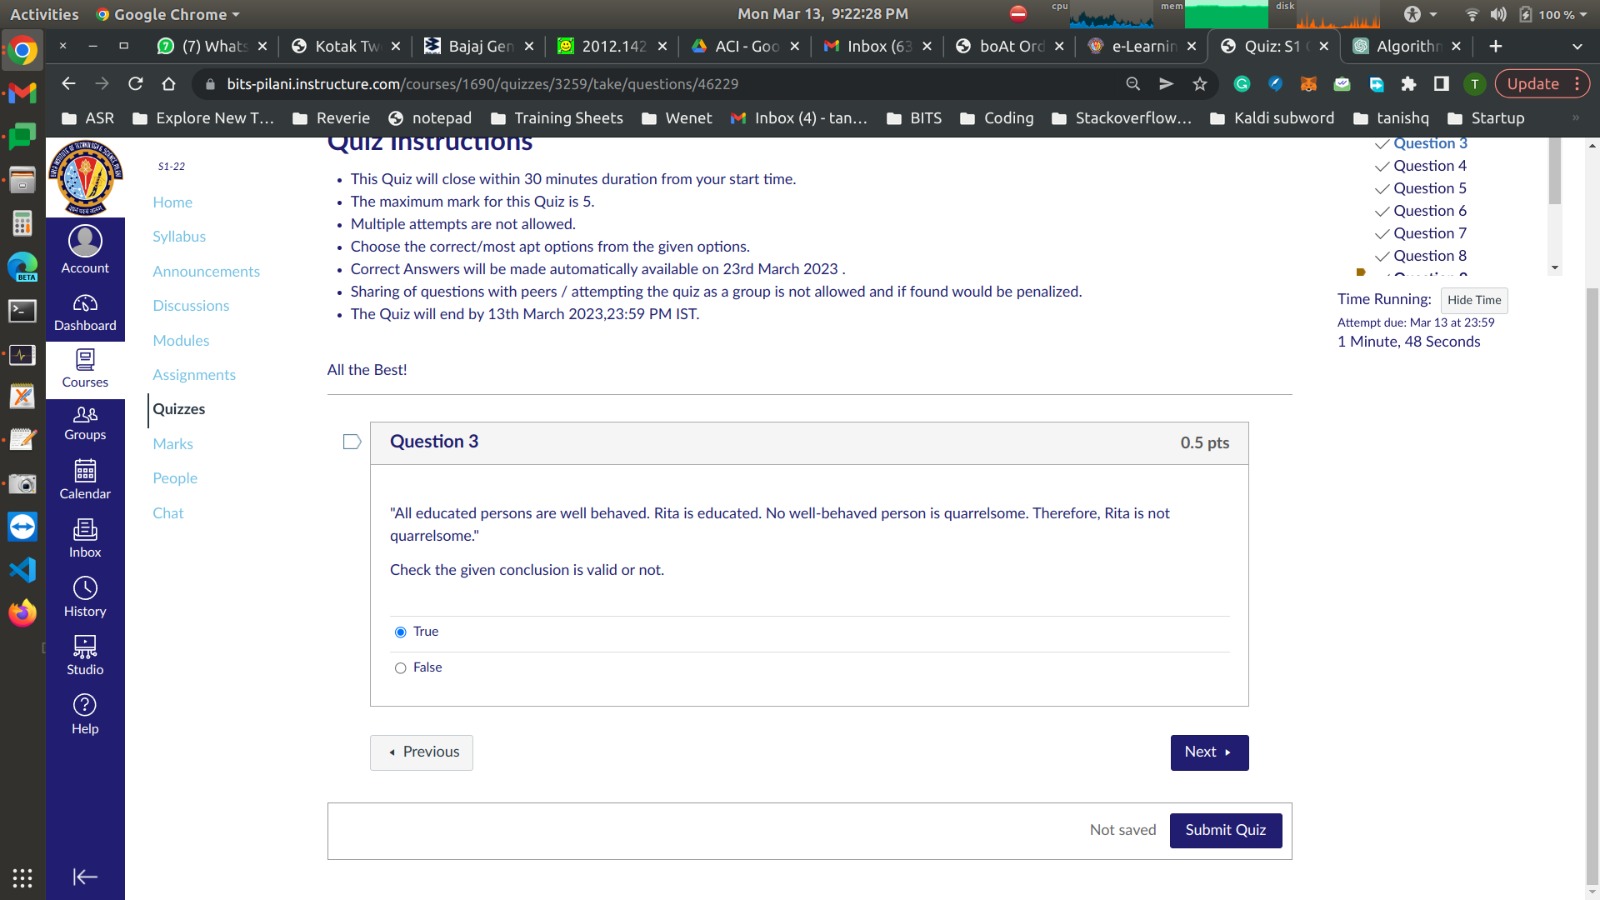 Activities
Google Chrome
Mon Mar 13, 9:22:28 PM
cpu
mem
disk
100 %
(7) Whats
Kotak Tw
Bajaj Gen
2012.142
ACI - Goo
Inbox (63
boAt Ord
e-Learnin
Quiz: S1
Algorithm
bits-pilani.instructure.com/courses/1690/quizzes/3259/take/questions/46229
T
Update
ASR
Explore New T...
Reverie
notepad
Training Sheets
Wenet
Inbox (4) - tan...
BITS
Coding
Stackoverflow...
Kaldi subword
tanishq
Startup
»
BETA
Account
Dashboard
Courses
Groups
Calendar
Inbox
History
Studio
Help
S1-22
Home
Syllabus
Announcements
Discussions
Modules
Assignments
Quizzes
Marks
People
Chat
Quiz Instructions
• This Quiz will close within 30 minutes duration from your start time.
• The maximum mark for this Quiz is 5.
• Multiple attempts are not allowed.
• Choose the correct/most apt options from the given options.
• Correct Answers will be made automatically available on 23rd March 2023 .
• Sharing of questions with peers / attempting the quiz as a group is not allowed and if found would be penalized.
• The Quiz will end by 13th March 2023,23:59 PM IST.
All the Best!
Question 3
0.5 pts
"All educated persons are well behaved. Rita is educated. No well-behaved person is quarrelsome. Therefore, Rita is not
quarrelsome."
Check the given conclusion is valid or not.
True
False
Previous
Next
Not saved
Submit Quiz
Question 3
Question 4
Question 5
Question 6
Question 7
Question 8
Time Running:
Hide Time
Attempt due: Mar 13 at 23:59
1 Minute, 48 Seconds